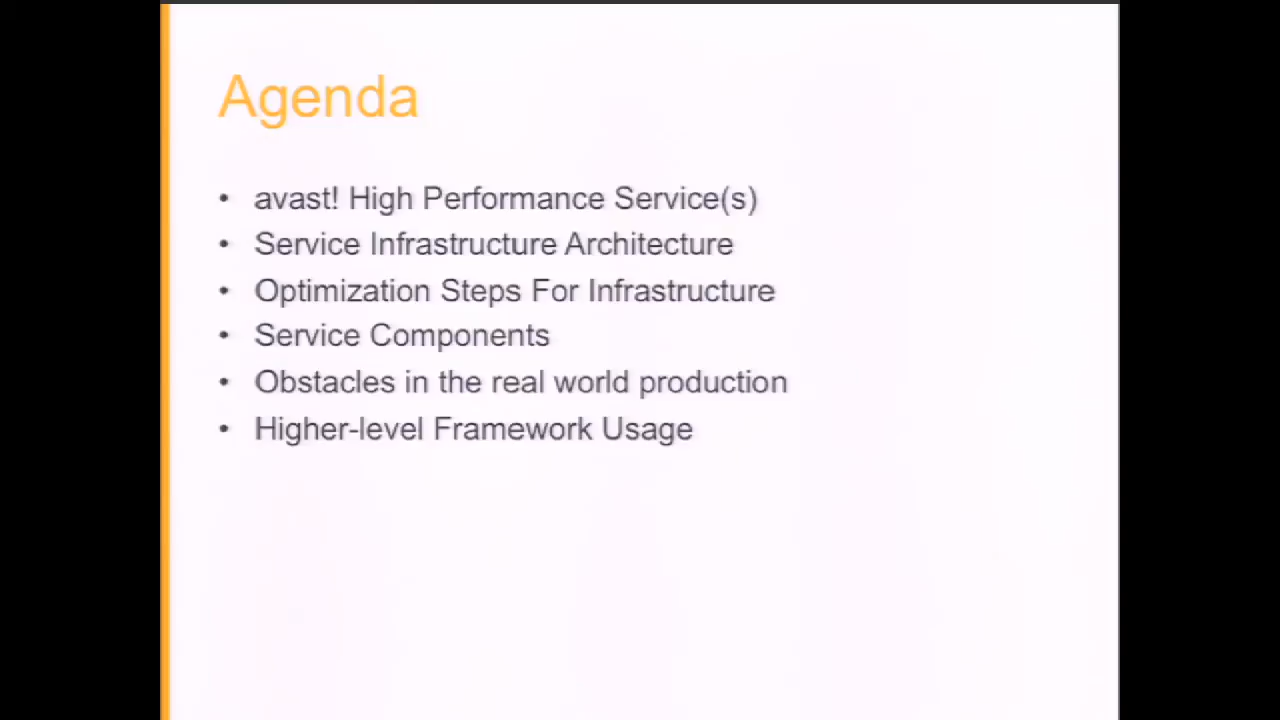 Agenda
• avast! High Performance Service(s)
• Service Infrastructure Architecture
• Optimization Steps For Infrastructure
• Service Components
• Obstacles in the real world production
• Higher-level Framework Usage